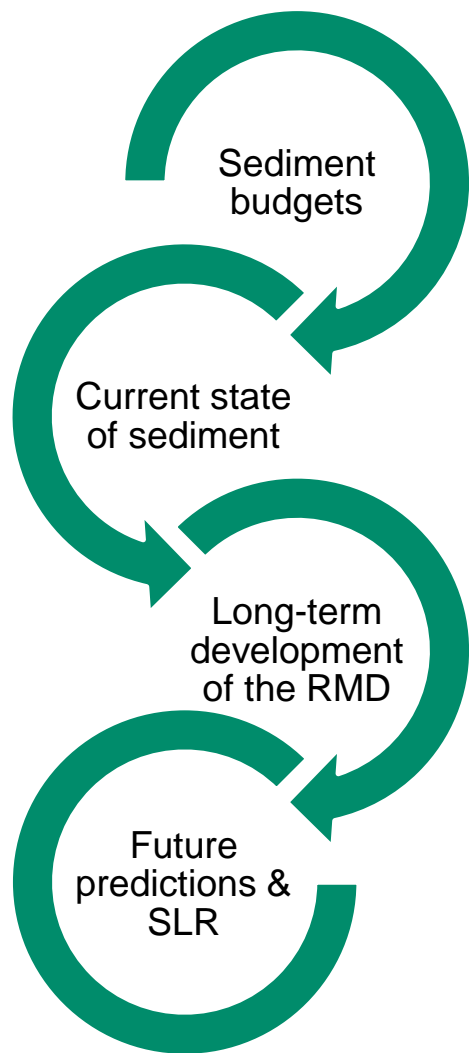 Sediment
budgets
Current state
of sediment
Long-term
development
of the RMD
Future
predictions &
SLR